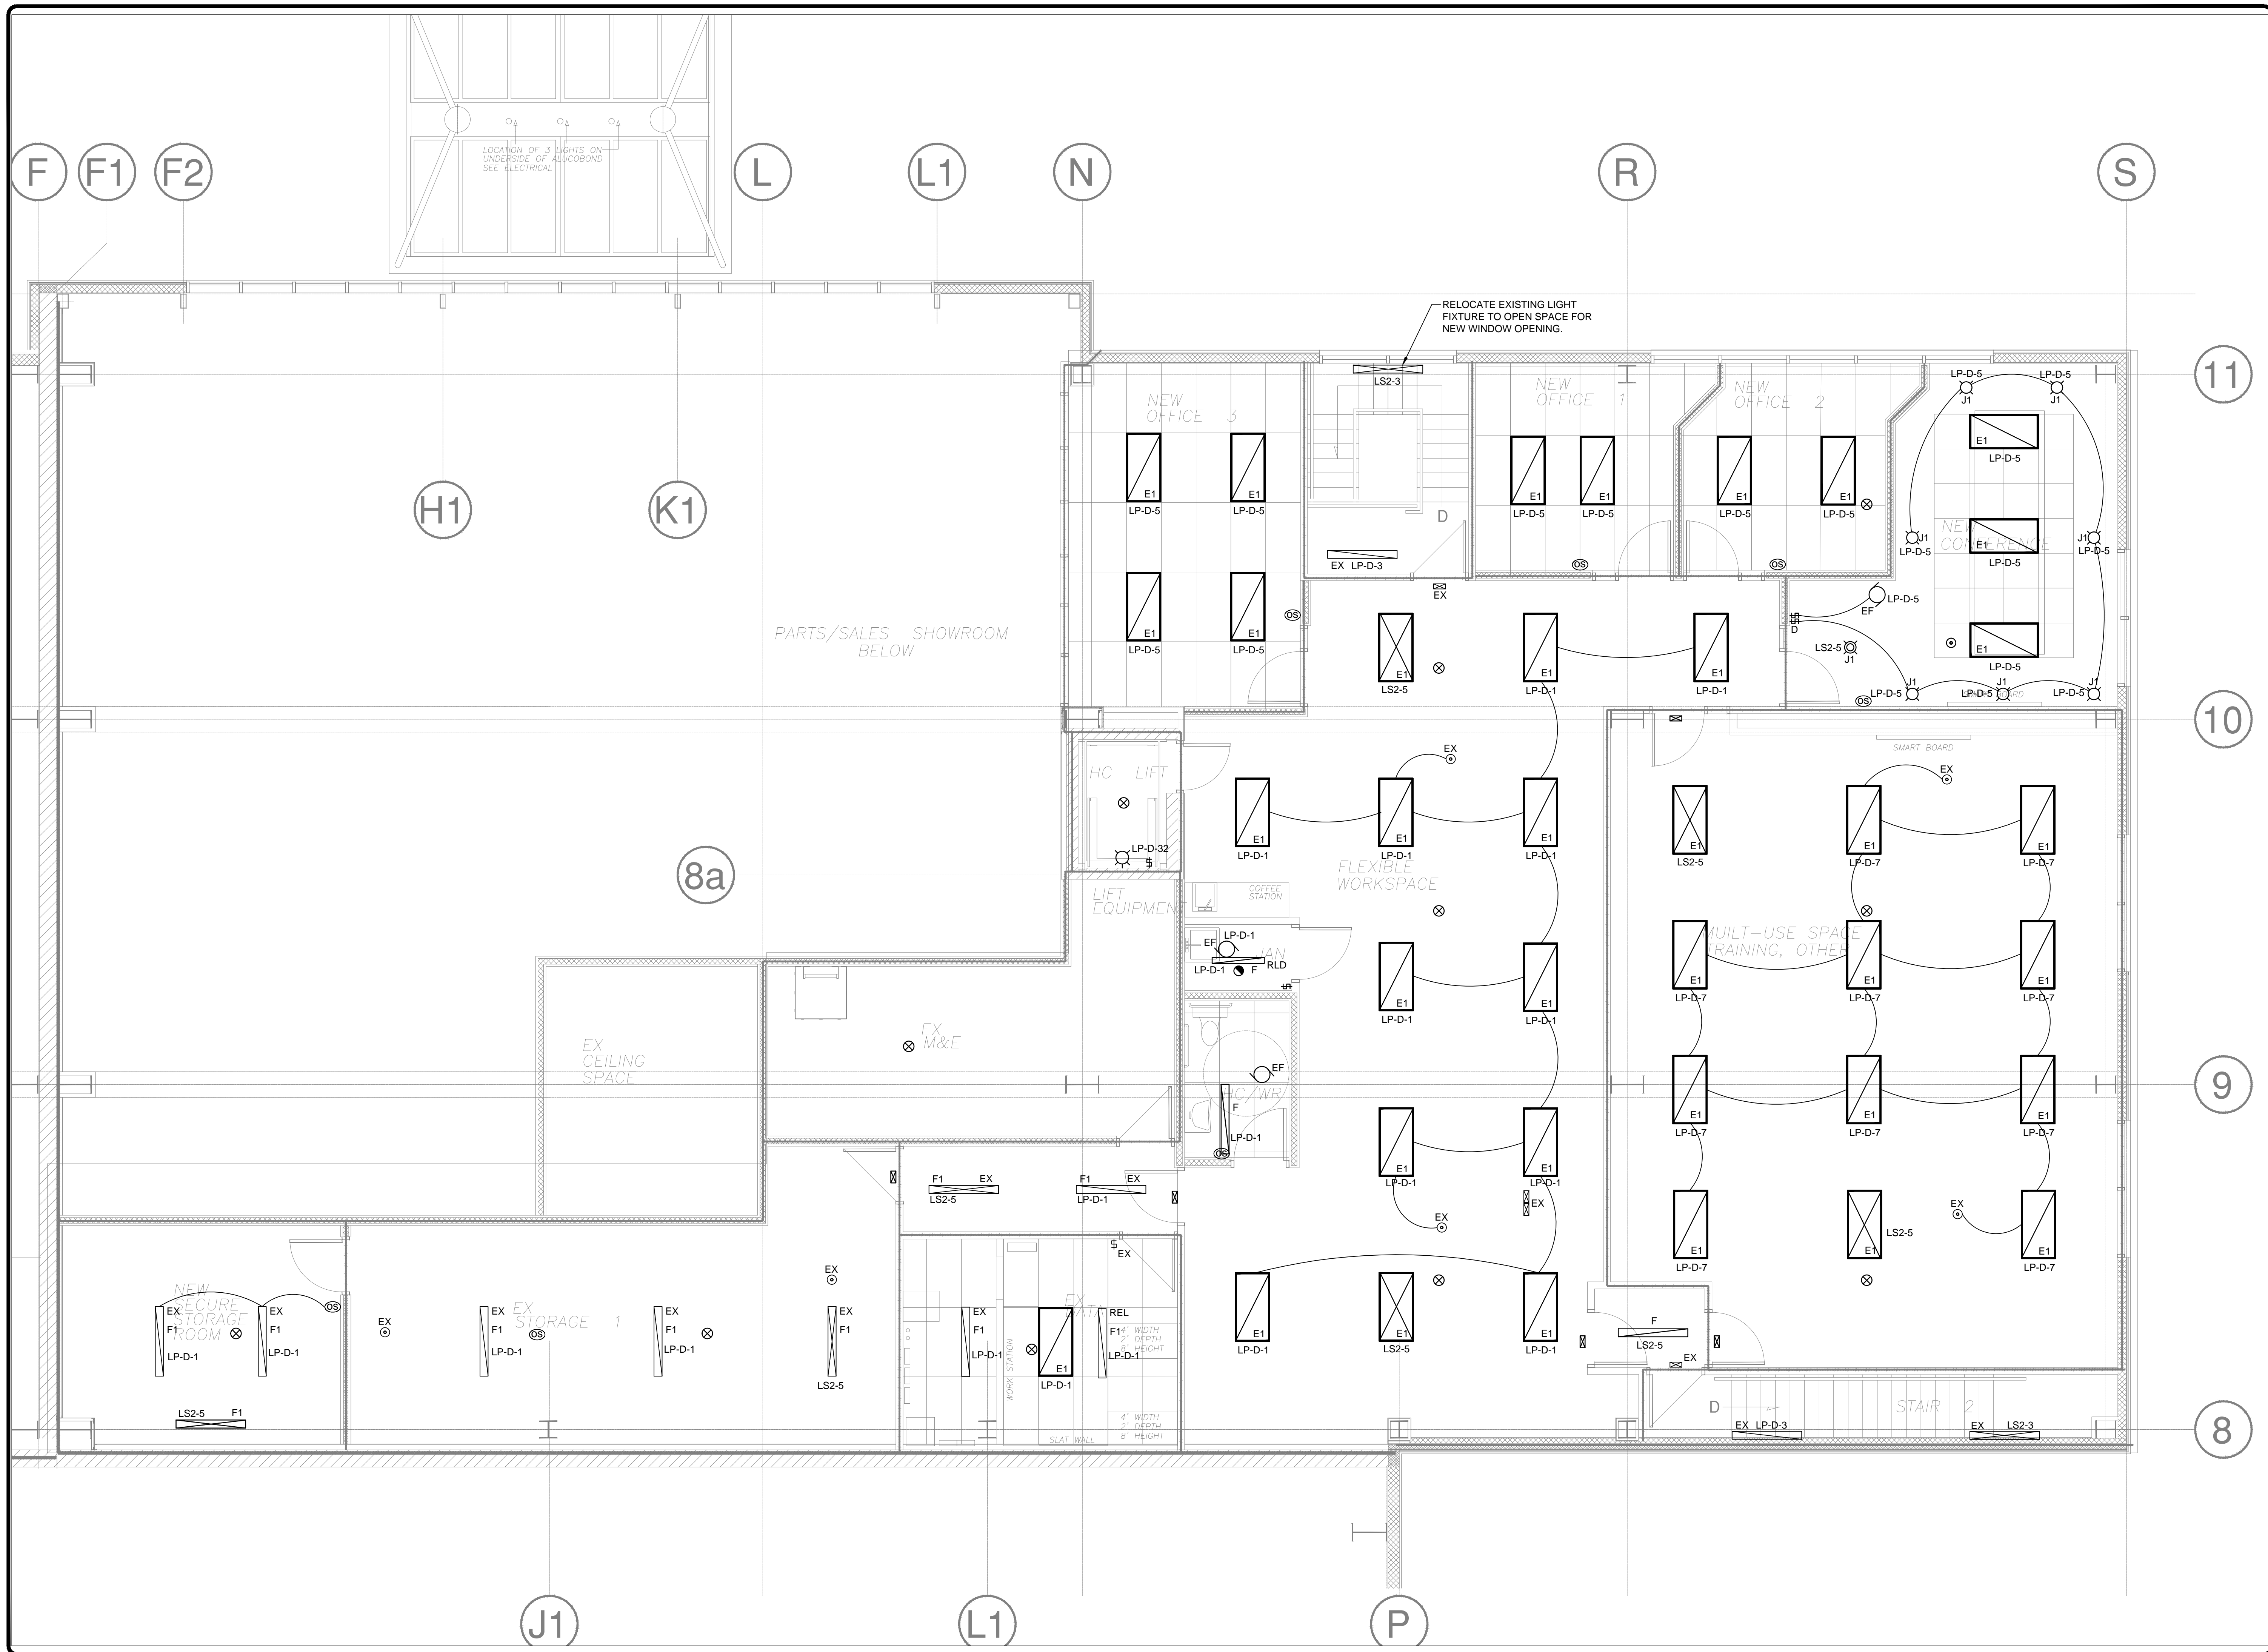 LOCATION OF 3 LIGHTS ON
UNDERSIDE OF ALUCOBOND
SEE ELECTRICAL
F
F1
F2
L
L1
N
R
S
RELOCATE EXISTING LIGHT
FIXTURE TO OPEN SPACE FOR
NEW WINDOW OPENING.
11
LS2-3
NEW
OFFICE 3
E1
LP-D-5
E1
LP-D-5
E1
LP-D-5
E1
LP-D-5
OS
D
EX LP-D-3
EX
NEW
OFFICE 1
E1
LP-D-5
E1
LP-D-5
OS
NEW
OFFICE 2
E1
LP-D-5
E1
LP-D-5
OS
LP-D-5
J1
LP-D-5
J1
E1
LP-D-5
NEW
CONFERENCE
E1
LP-D-5
J1
LP-D-5
J1
LP-D-5
EF
LP-D-5
D
LS2-5
J1
E1
LP-D-5
J1
LP-D-5
J1
LP-D-5
J1
LP-D-5
OS
H1
K1
PARTS/SALES SHOWROOM
BELOW
10
E1
LS2-5
E1
LP-D-1
E1
LP-D-1
HC LIFT
LP-D-32
$
8a
LIFT
EQUIPMENT
EX
E1
LP-D-1
E1
LP-D-1
E1
LP-D-1
FLEXIBLE
WORKSPACE
COFFEE
STATION
EF
LP-D-1
JAN
LP-D-1
F
RLD
$
E1
LP-D-1
E1
LP-D-1
SMART BOARD
EX
E1
LS2-5
E1
LP-D-7
E1
LP-D-7
MUILT-USE SPACE
TRAINING, OTHER
E1
LP-D-7
E1
LP-D-7
E1
LP-D-7
E1
LP-D-7
E1
LP-D-7
E1
LP-D-7
9
EX
CEILING
SPACE
EX
M&E
EF
HC/WR
F
LP-D-1
OS
E1
LP-D-1
E1
LP-D-1
EX
EX
E1
LP-D-7
E1
LS2-5
EX
E1
LP-D-7
F1 EX
LS2-5
F1 EX
LP-D-1
$
EX
NEW
SECURE
STORAGE
ROOM
EX
F1
LP-D-1
EX
F1
LP-D-1
OS
LS2-5 F1
EX
EX
STORAGE 1
EX
F1
LP-D-1
OS
EX
F1
LP-D-1
EX
EX
F1
LS2-5
EX
F1
LP-D-1
WORK STATION
EX
DATA
E1
LP-D-1
REL
F1
LP-D-1
4' WIDTH
2' DEPTH
8' HEIGHT
4' WIDTH
2' DEPTH
8' HEIGHT
SLAT WALL
E1
LP-D-1
E1
LS2-5
E1
LP-D-1
F
LS2-5
EX
D
EX LP-D-3
STAIR 2
EX LS2-3
8
J1
L1
P